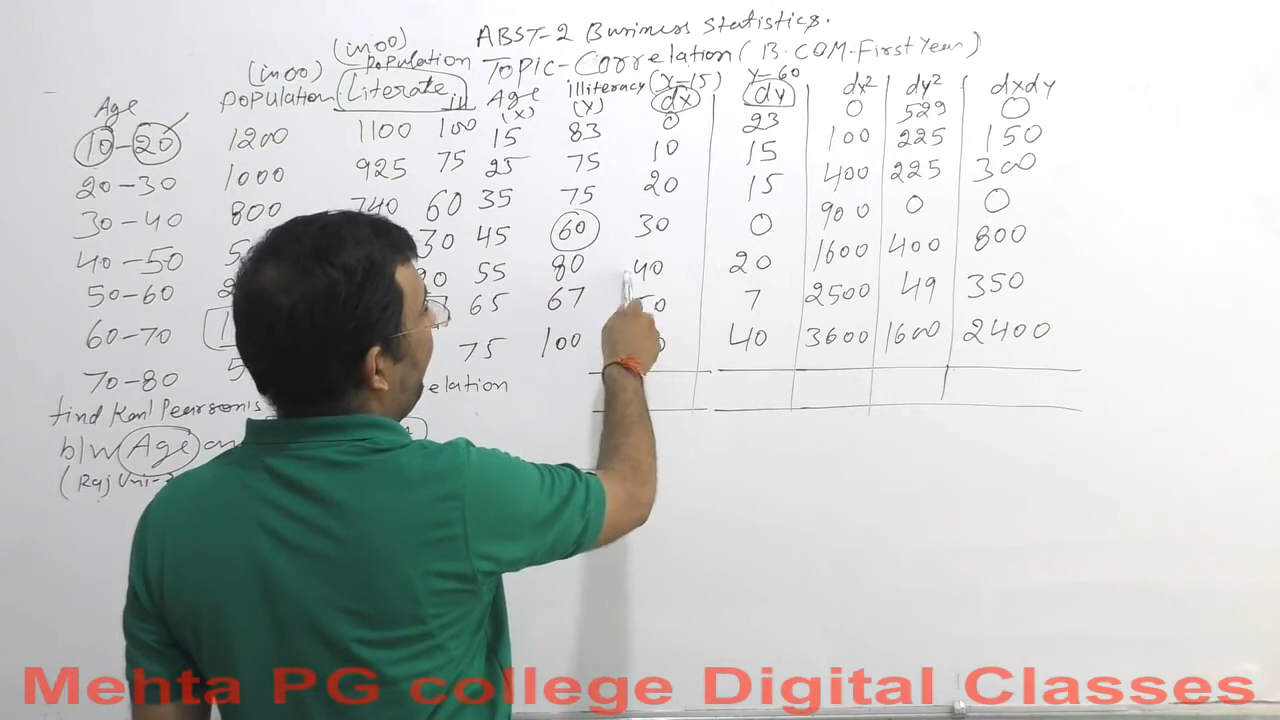 ABST-2 Business Statistics.
Topic-Correlation (B.COM-First Year)
Age (in 00) population (in 00) population Literate ill Age (x) illiteracy (Y) (x-15) dx Y-60 dy dx² dy² dxdy
10-20 1200 1100 100 15 83 0 23 0 529 0
20-30 1000 925 75 25 75 10 15 100 225 150
30-40 800 740 60 35 75 20 15 400 225 300
40-50 30 45 60 30 0 900 0 0
50-60 55 80 40 20 1600 400 800
60-70 65 67 50 7 2500 49 350
70-80 5 75 100 40 3600 1600 2400
find Karl Pearson's elation
b/w Age
(Raj Uni-
Mehta PG college Digital Classes